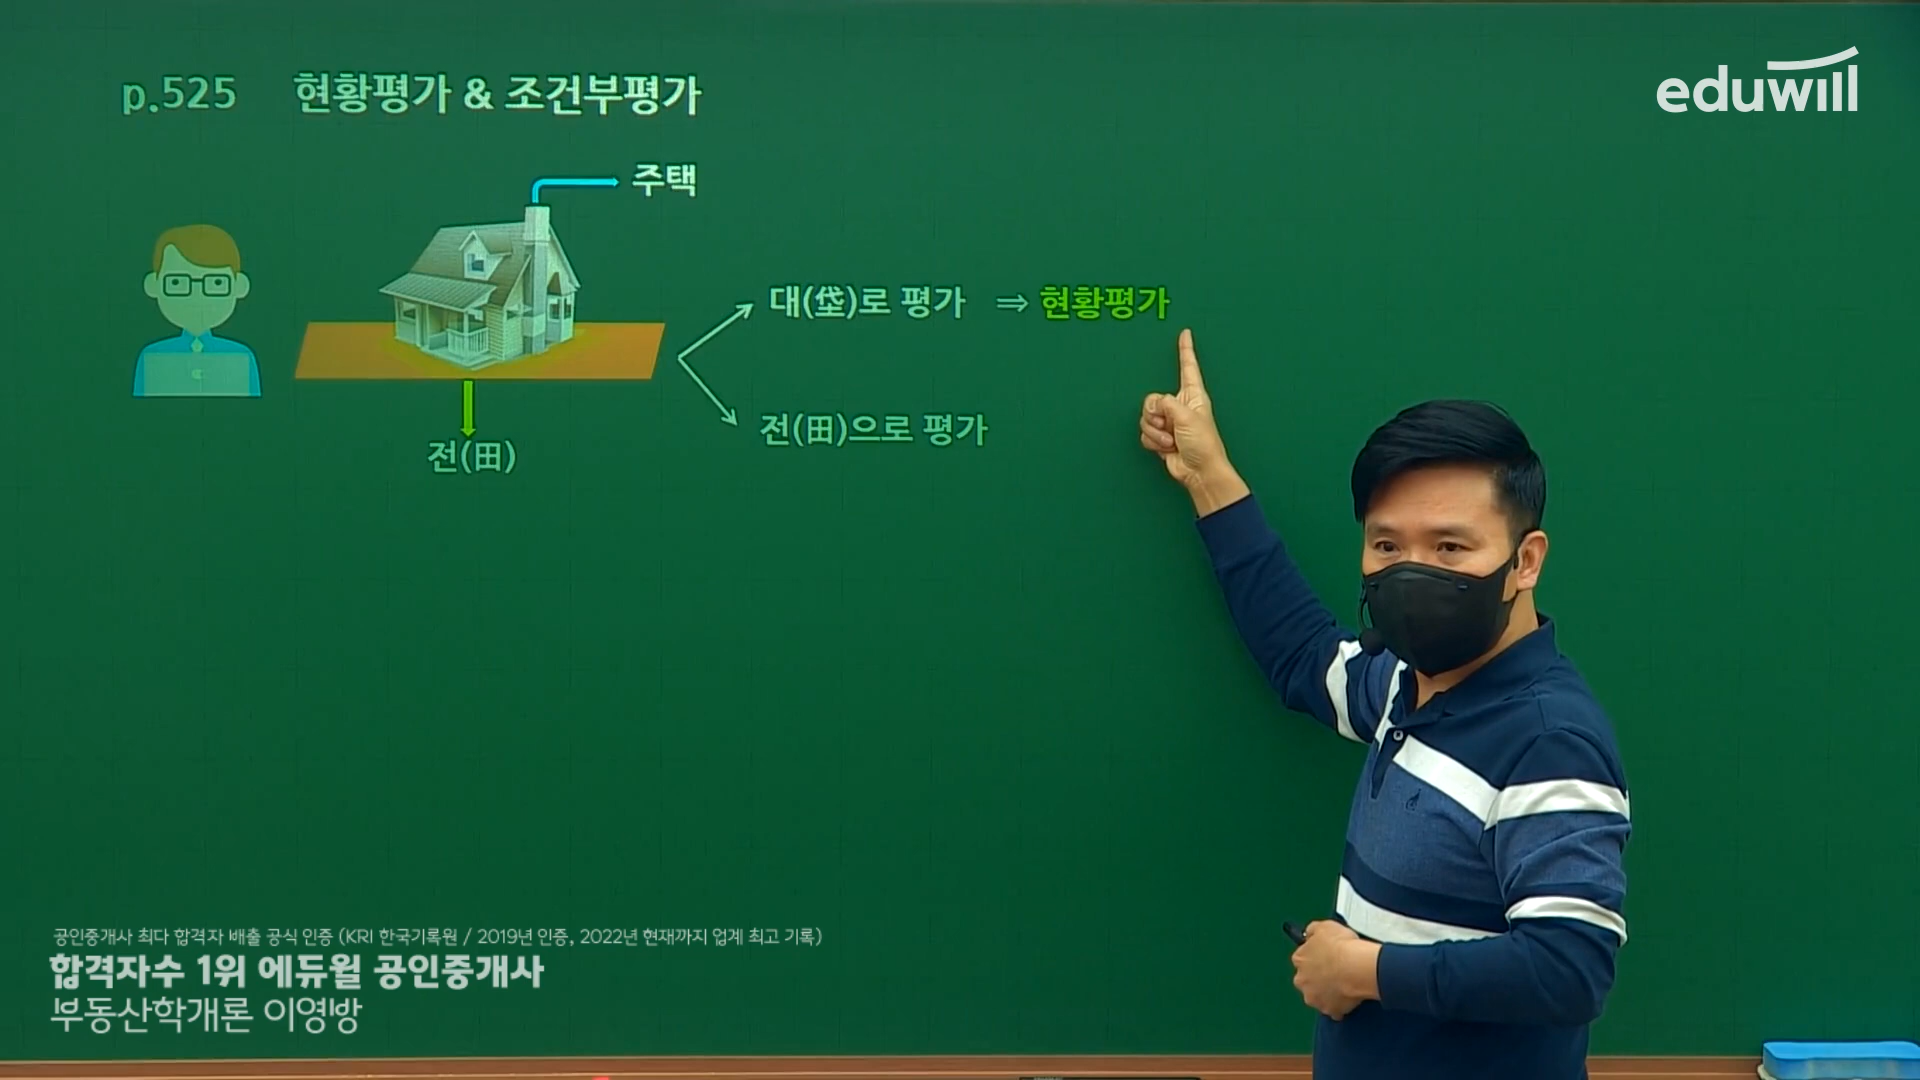 p.525 현황평가 & 조건부평가
eduwill
주택
대(垈)로 평가 ⇒ 현황평가
전(田)으로 평가
전(田)
공인중개사 최다 합격자 배출 공식 인증 (KRI 한국기록원 / 2019년 인증, 2022년 현재까지 업계 최고 기록)
합격자수 1위 에듀윌 공인중개사
부동산학개론 이영방